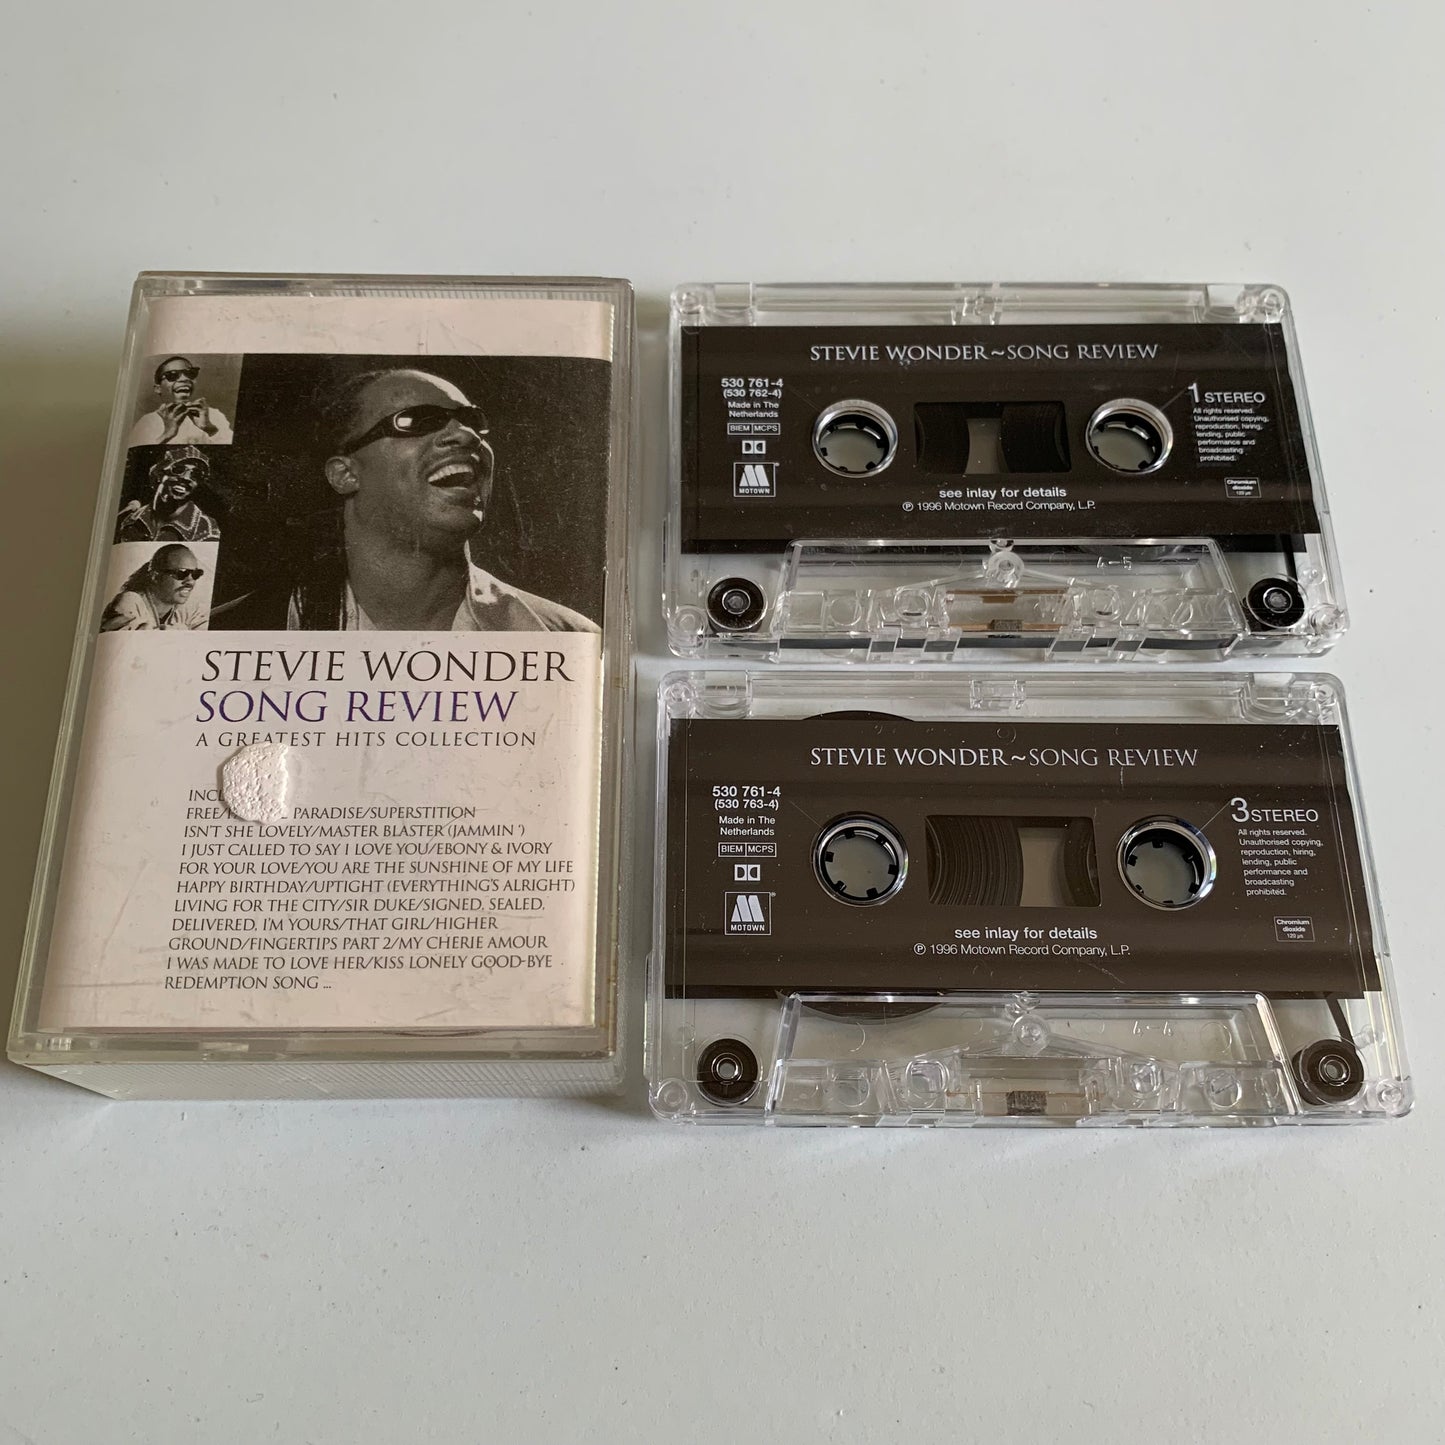 STEVIE WONDER
SONG REVIEW
A GREATEST HITS COLLECTION
FREE/ PARADISE/SUPERSTITION
ISN'T SHE LOVELY/MASTER BLASTER (JAMMIN')
I JUST CALLED TO SAY I LOVE YOU/EBONY & IVORY
FOR YOUR LOVE/YOU ARE THE SUNSHINE OF MY LIFE
HAPPY BIRTHDAY/UPTIGHT (EVERYTHING'S ALRIGHT)
LIVING FOR THE CITY/SIR DUKE/SIGNED, SEALED,
DELIVERED, I'M YOURS/THAT GIRL/HIGHER
GROUND/FINGERTIPS PART 2/MY CHERIE AMOUR
I WAS MADE TO LOVE HER/KISS LONELY GOOD-BYE
REDEMPTION SONG ...
STEVIE WONDER~SONG REVIEW
530 761-4
(530 762-4)
Made in The
Netherlands
BIEM MCPS
MOTOWN
1 STEREO
All rights reserved.
Unauthorised copying,
reproduction, hiring,
lending, public
performance and
broadcasting
prohibited.
Chromium
dioxide
120 µs
see inlay for details
℗ 1996 Motown Record Company, L.P.
4-5
STEVIE WONDER~SONG REVIEW
530 761-4
(530 763-4)
Made in The
Netherlands
BIEM MCPS
MOTOWN
®
3 STEREO
All rights reserved.
Unauthorised copying,
reproduction, hiring,
lending, public
performance and
broadcasting
prohibited.
Chromium
dioxide
120 µs
see inlay for details
℗ 1996 Motown Record Company, L.P.